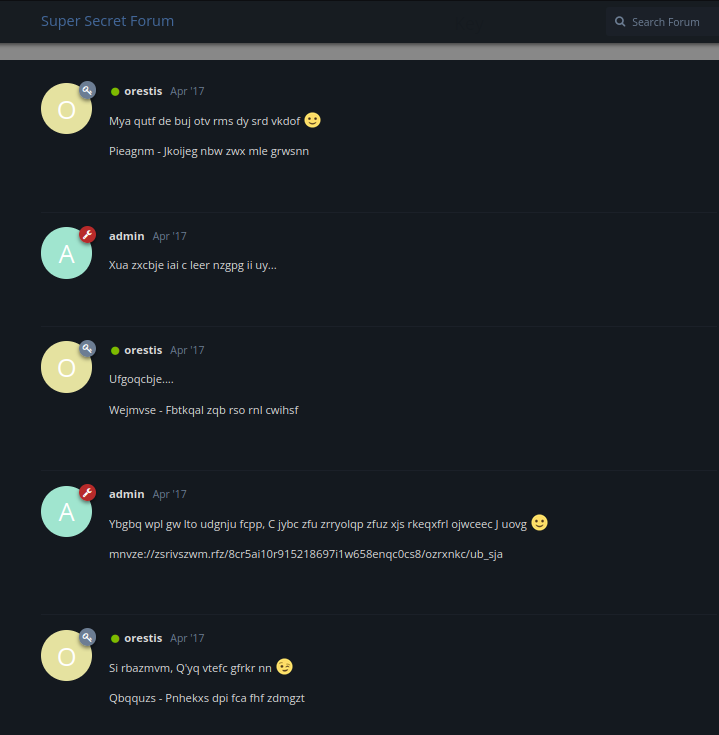 Super Secret Forum
Search Forum
O
orestis Apr '17
Mya qutf de buj otv rms dy srd vkdof 🙂
Pieagnm - Jkoijeg nbw zwx mle grwsnn
A
admin Apr '17
Xua zxcbje iai c leer nzgpg ii uy...
O
orestis Apr '17
Ufgoqcbje....
Wejmvse - Fbtkqal zqb rso rnl cwihsf
A
admin Apr '17
Ybgbq wpl gw lto udgnju fcpp, C jybc zfu zrryolqp zfuz xjs rkeqxfrl ojwceec J uovg 🙂
mnvze://zsrivszwm.rfz/8cr5ai10r915218697i1w658enqc0cs8/ozrxnkc/ub_sja
O
orestis Apr '17
Si rbazmvm, Q'yq vtefc gfrkr nn 😉
Qbqquzs - Pnhekxs dpi fca fhf zdmgzt